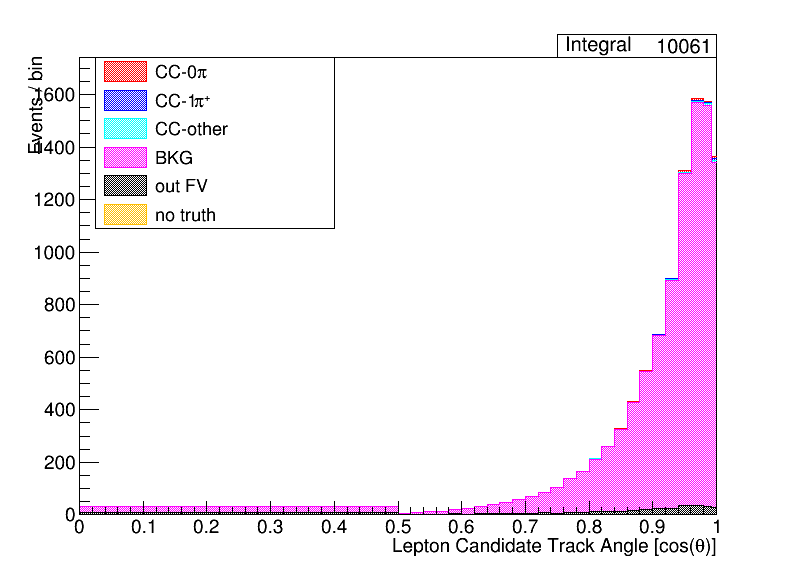 Integral 10061
Events / bin
CC-0π
CC-1π⁺
CC-other
BKG
out FV
no truth
1600
1400
1200
1000
800
600
400
200
0
0 0.1 0.2 0.3 0.4 0.5 0.6 0.7 0.8 0.9 1
Lepton Candidate Track Angle [cos(θ)]